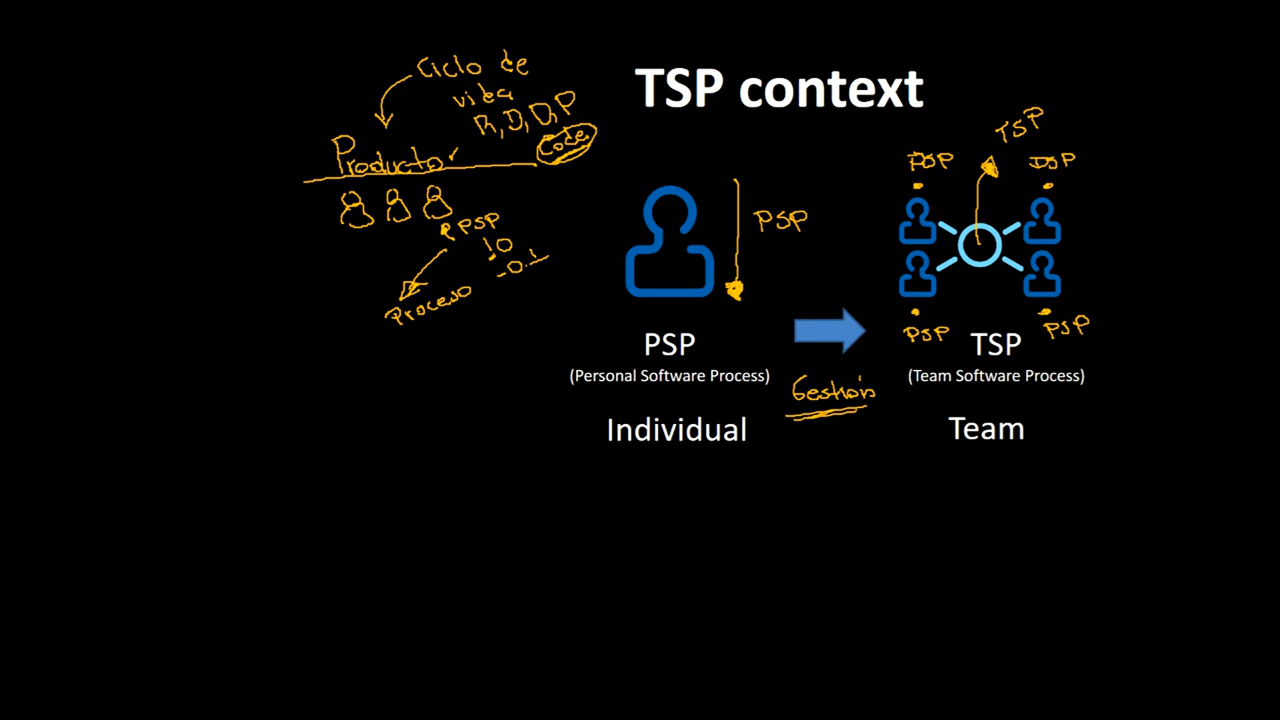 TSP context
Ciclo de
vida
R, D, D, P
Code
Producto
PSP
10
-0.1
Proceso
PSP
PSP
(Personal Software Process)
Individual
Gestión
TSP
PSP
PSP
PSP
PSP
TSP
(Team Software Process)
Team